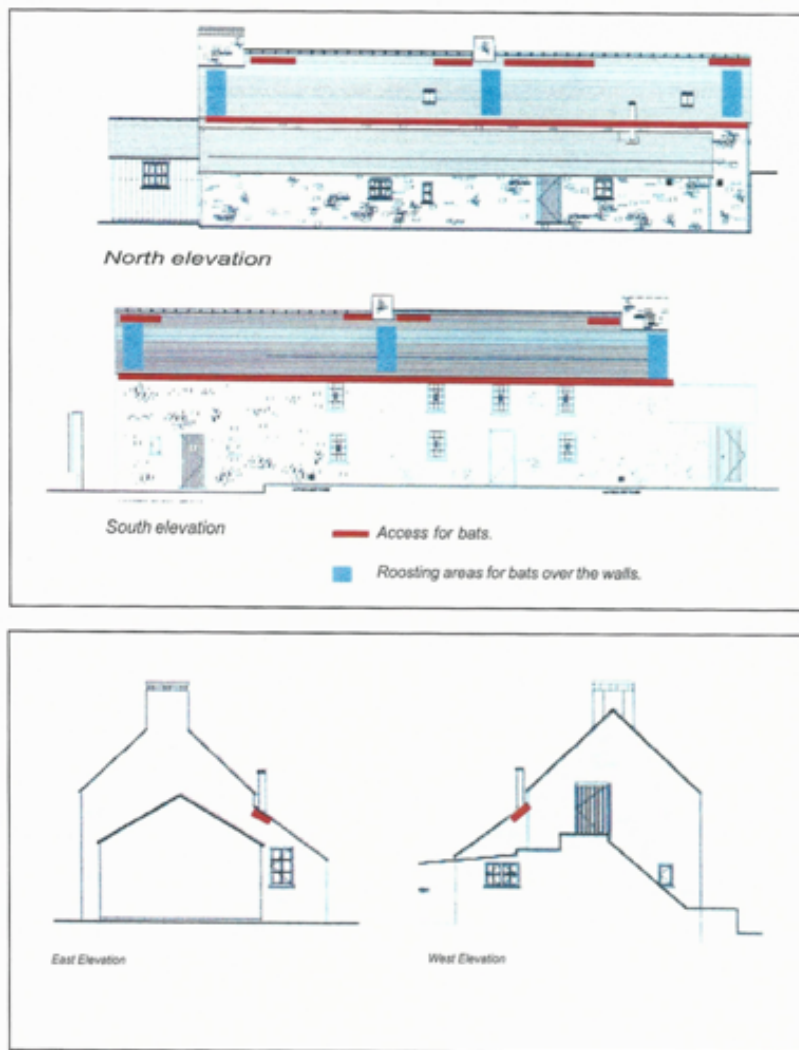 North elevation
South elevation
Access for bats.
Roosting areas for bats over the walls.
East Elevation
West Elevation